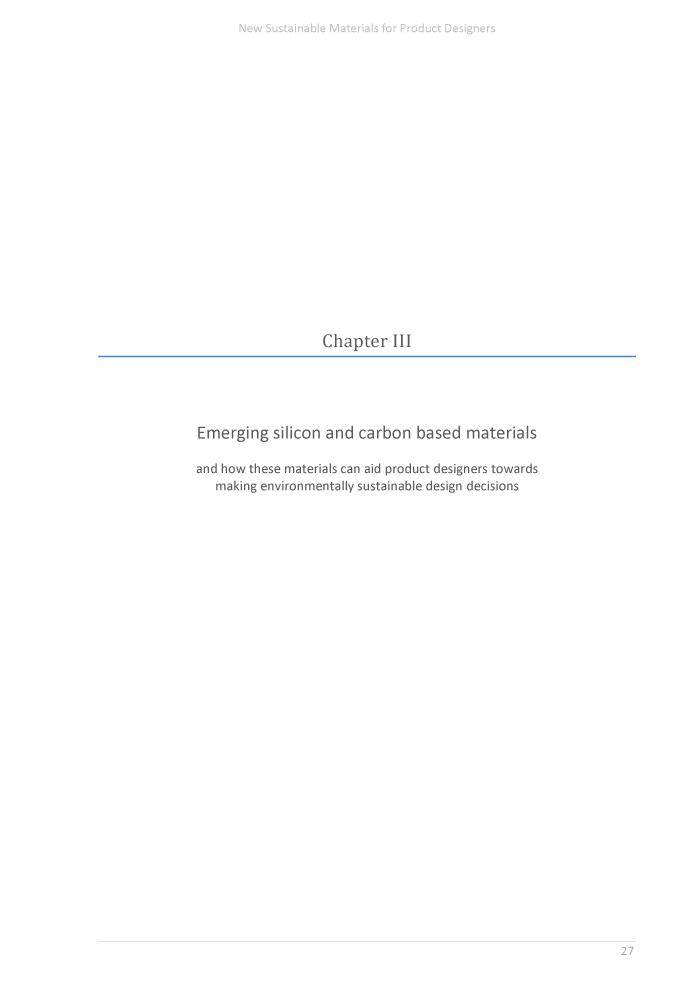 New Sustainable Materials for Product Designers
Chapter III
Emerging silicon and carbon based materials
and how these materials can aid product designers towards
making environmentally sustainable design decisions
27